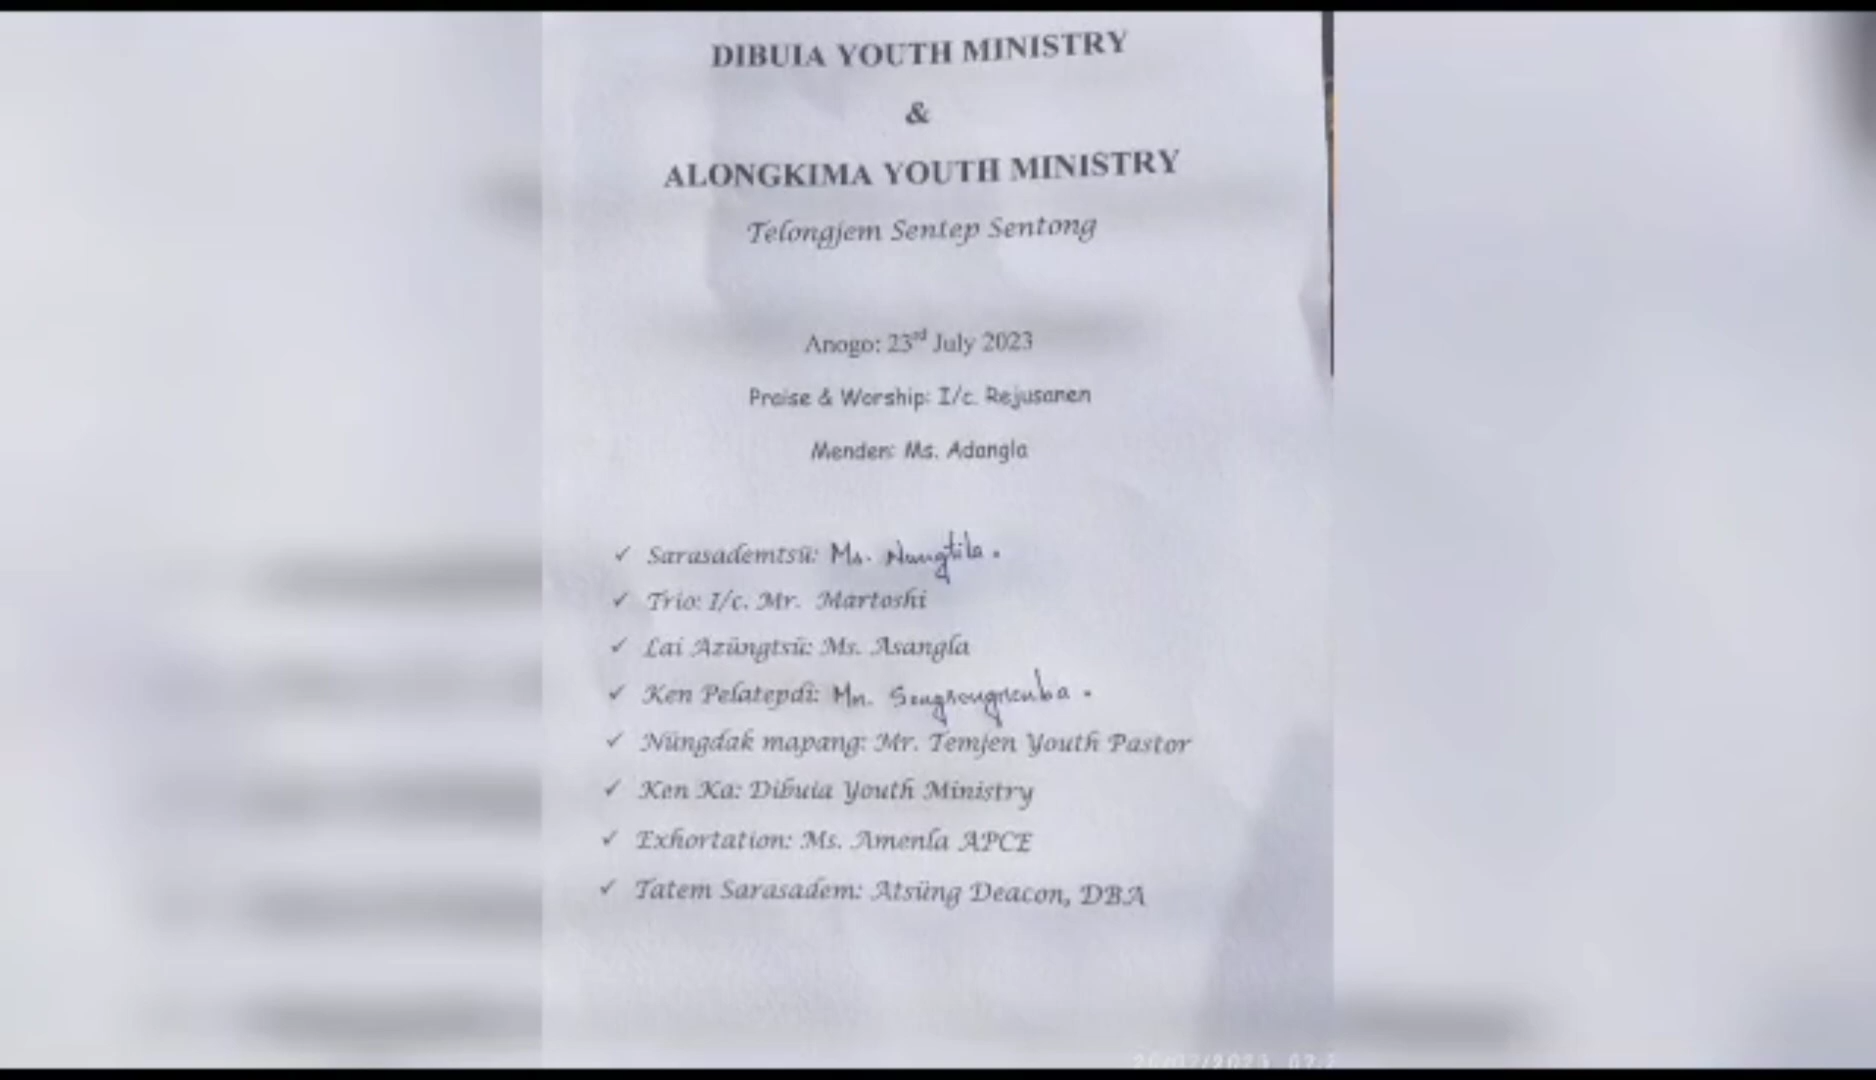 DIBUIA YOUTH MINISTRY
&
ALONGKIMA YOUTH MINISTRY
Telongjem Sentep Sentong
Anogo: 23rd July 2023
Praise & Worship: I/c. Rejusanen
Menden: Ms. Adangla
✓ Sarasademtsü: Ms. Nungtila.
✓ Trio: I/c. Mr. Martoshi
✓ Lai Azüngtsü: Ms. Asangla
✓ Ken Pelatepdi: Mr.
✓ Nüngdak mapang: Mr. Temjen Youth Pastor
✓ Ken Ka: Dibuia Youth Ministry
✓ Exhortation: Ms. Amenla APCE
✓ Tatem Sarasadem: Atsüng Deacon, DBA